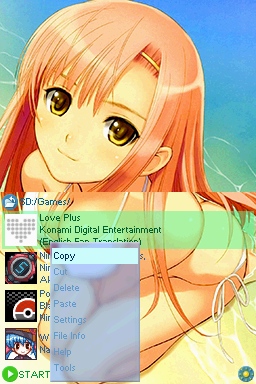 SD:/Games/
Love Plus
Konami Digital Entertainment
(English Fan Translation)
Copy
Cut
Delete
Paste
Settings
File Info
Help
Tools
START